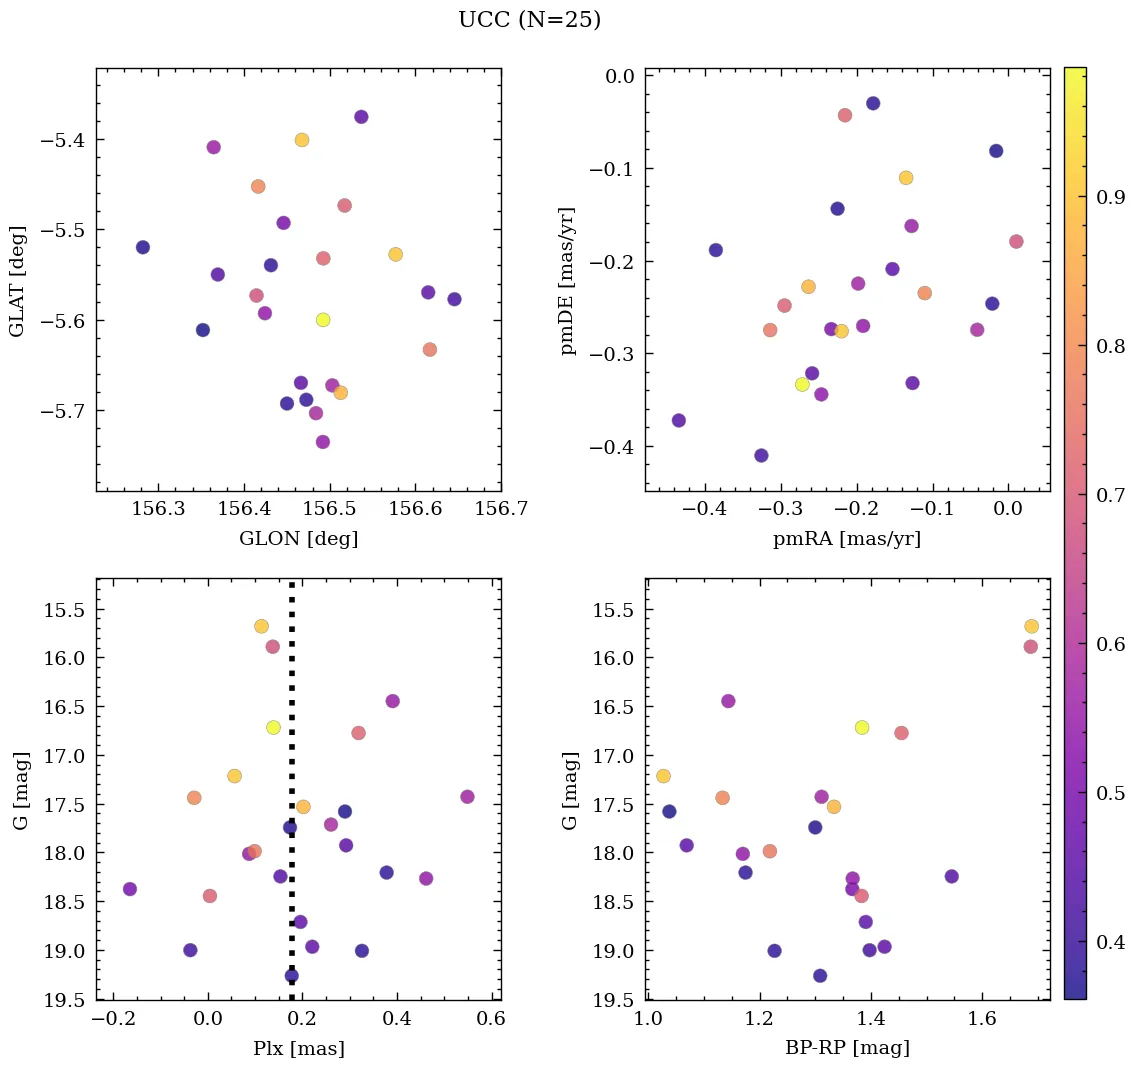 UCC (N=25)
−5.4
−5.5
−5.6
−5.7
GLAT [deg]
156.3 156.4 156.5 156.6 156.7
GLON [deg]
0.0
−0.1
−0.2
−0.3
−0.4
pmDE [mas/yr]
−0.4 −0.3 −0.2 −0.1 0.0
pmRA [mas/yr]
15.5
16.0
16.5
17.0
17.5
18.0
18.5
19.0
19.5
G [mag]
−0.2 0.0 0.2 0.4 0.6
Plx [mas]
15.5
16.0
16.5
17.0
17.5
18.0
18.5
19.0
19.5
G [mag]
1.0 1.2 1.4 1.6
BP-RP [mag]
0.9
0.8
0.7
0.6
0.5
0.4